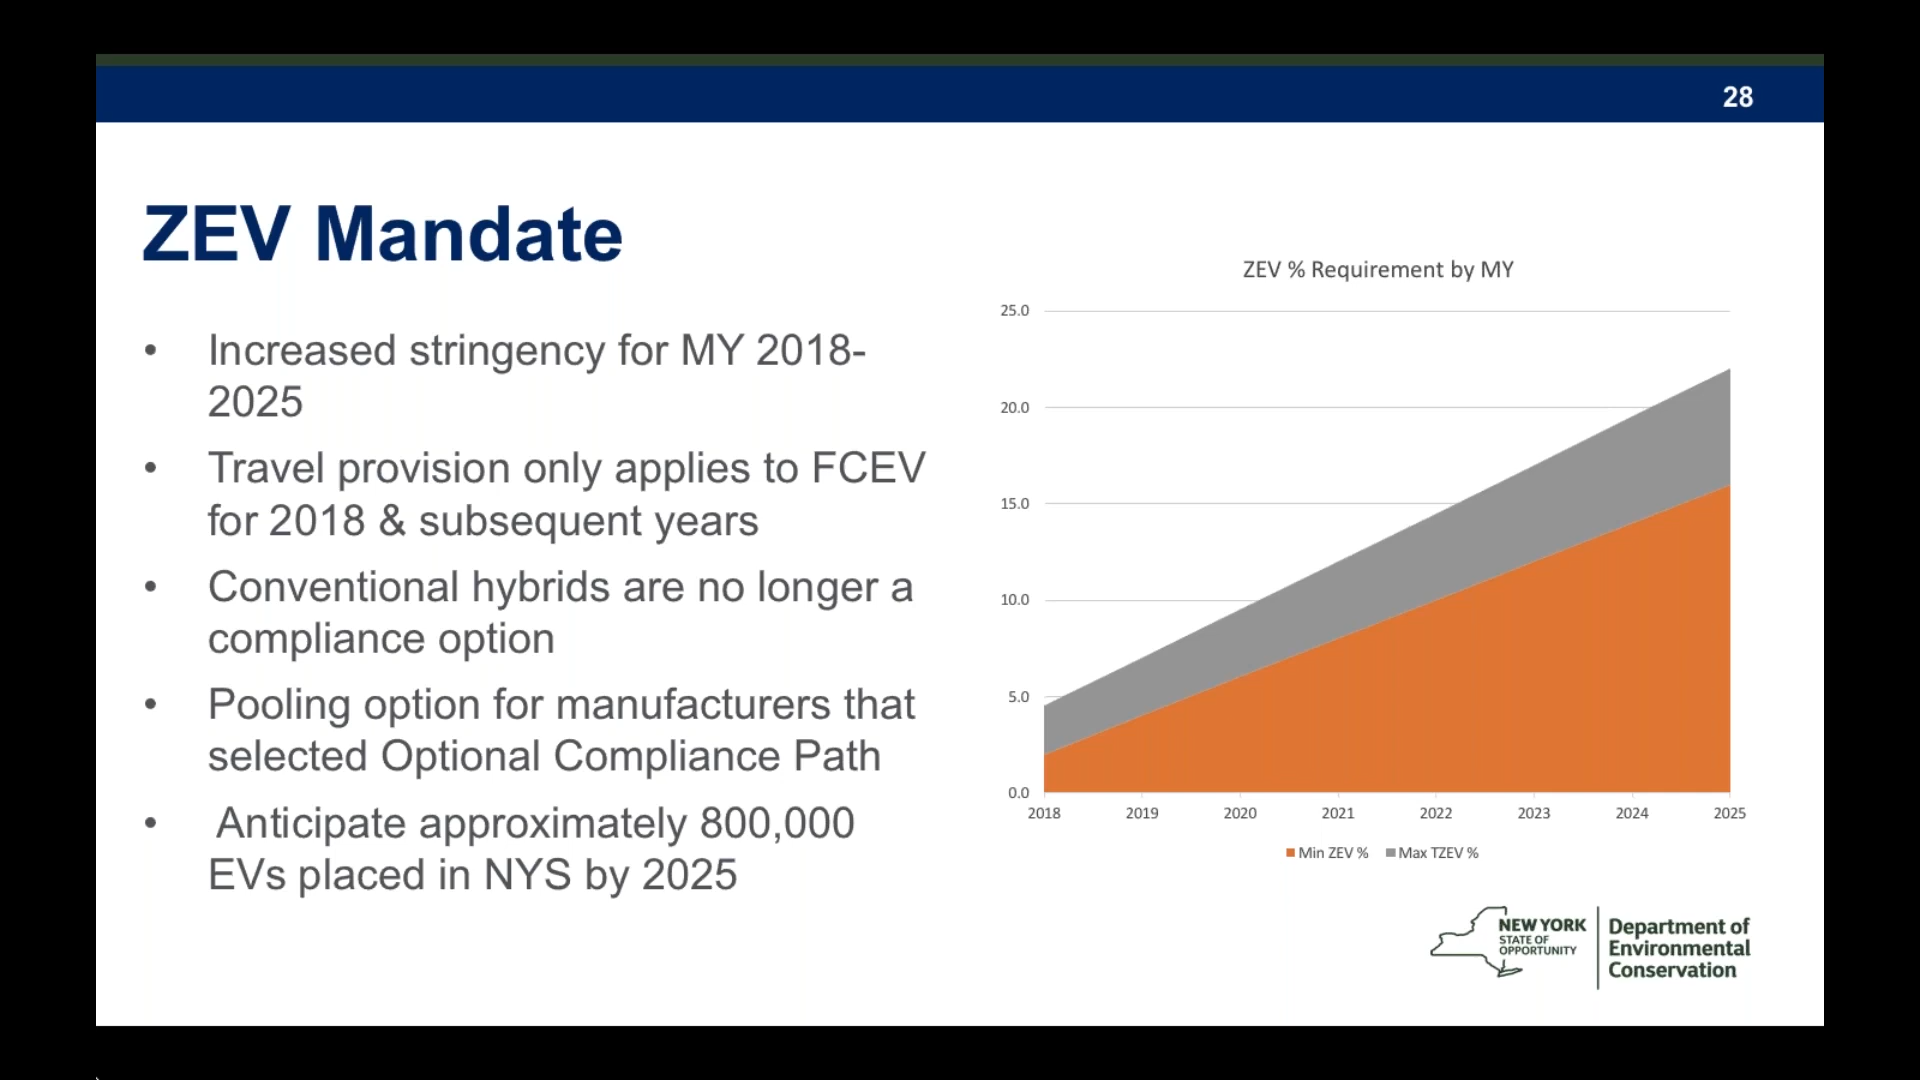 28
ZEV Mandate
• Increased stringency for MY 2018-
2025
• Travel provision only applies to FCEV
for 2018 & subsequent years
• Conventional hybrids are no longer a
compliance option
• Pooling option for manufacturers that
selected Optional Compliance Path
• Anticipate approximately 800,000
EVs placed in NYS by 2025
ZEV % Requirement by MY
25.0
20.0
15.0
10.0
5.0
0.0
2018 2019 2020 2021 2022 2023 2024 2025
Min ZEV % Max TZEV %
NEW YORK
STATE OF
OPPORTUNITY
Department of
Environmental
Conservation